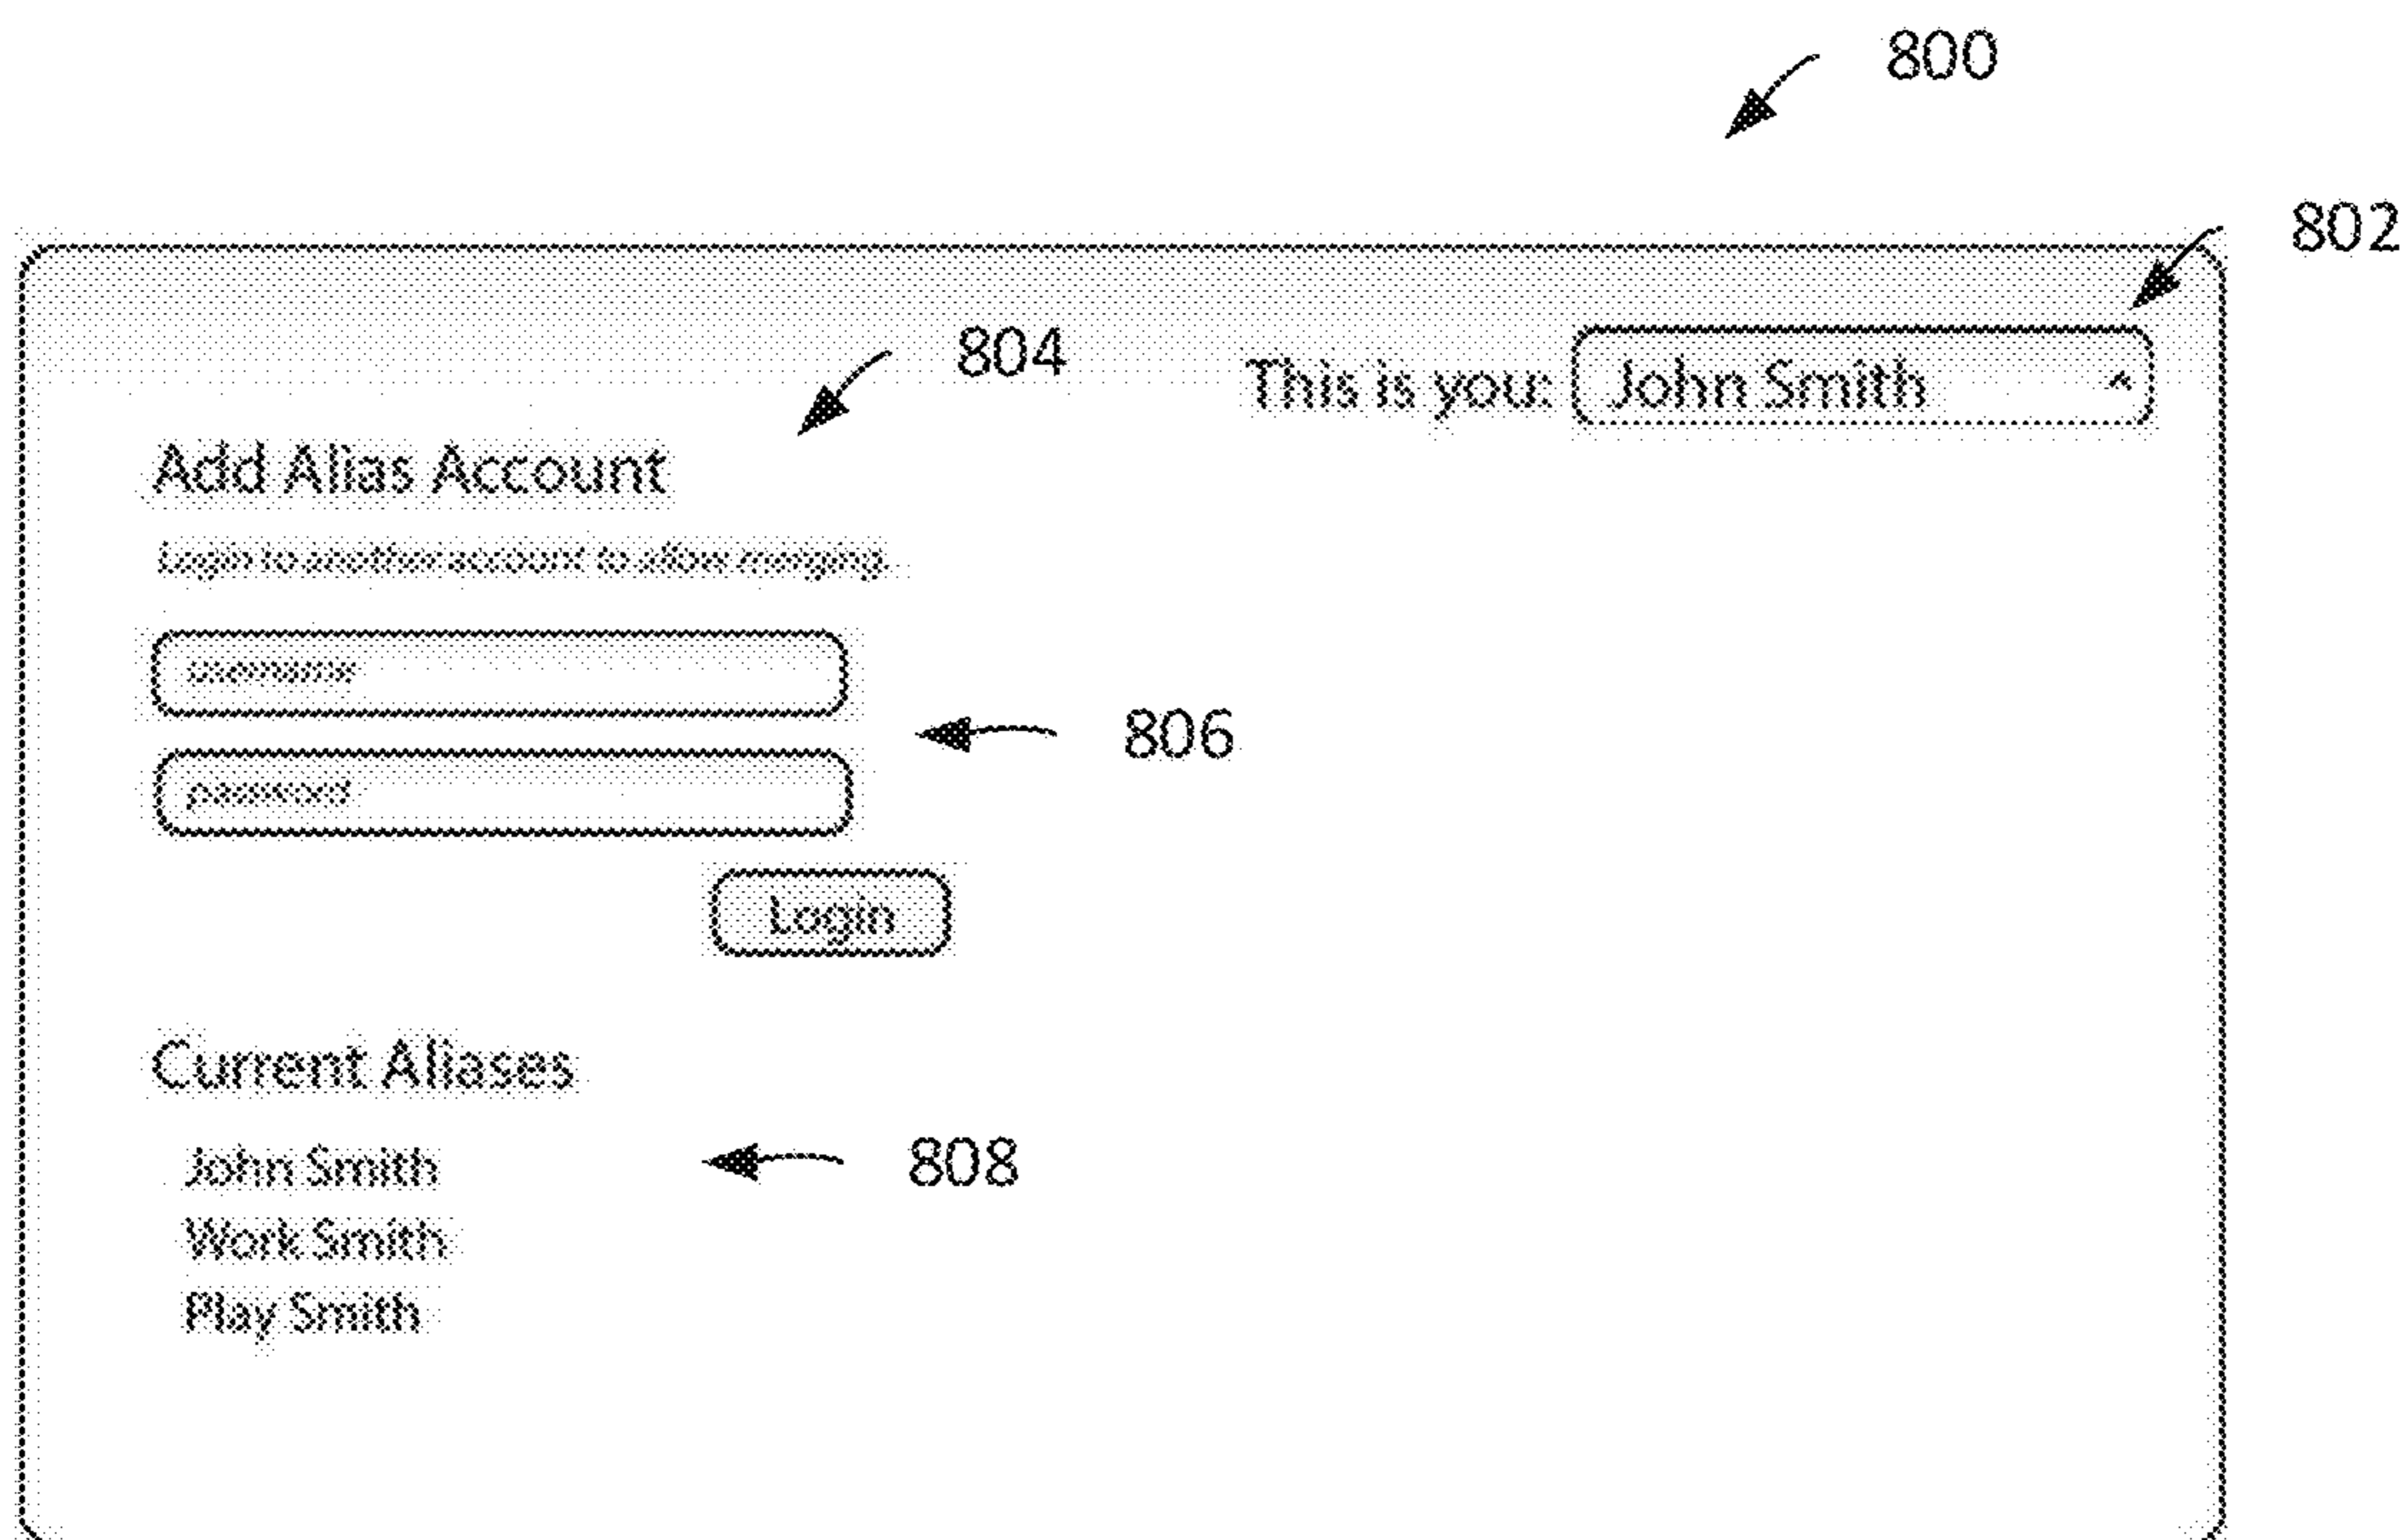 800
802
804
This is you: John Smith ^
Add Alias Account
Login to another account to allow merging.
username
806
password
Login
Current Aliases
John Smith
808
Work Smith
Play Smith